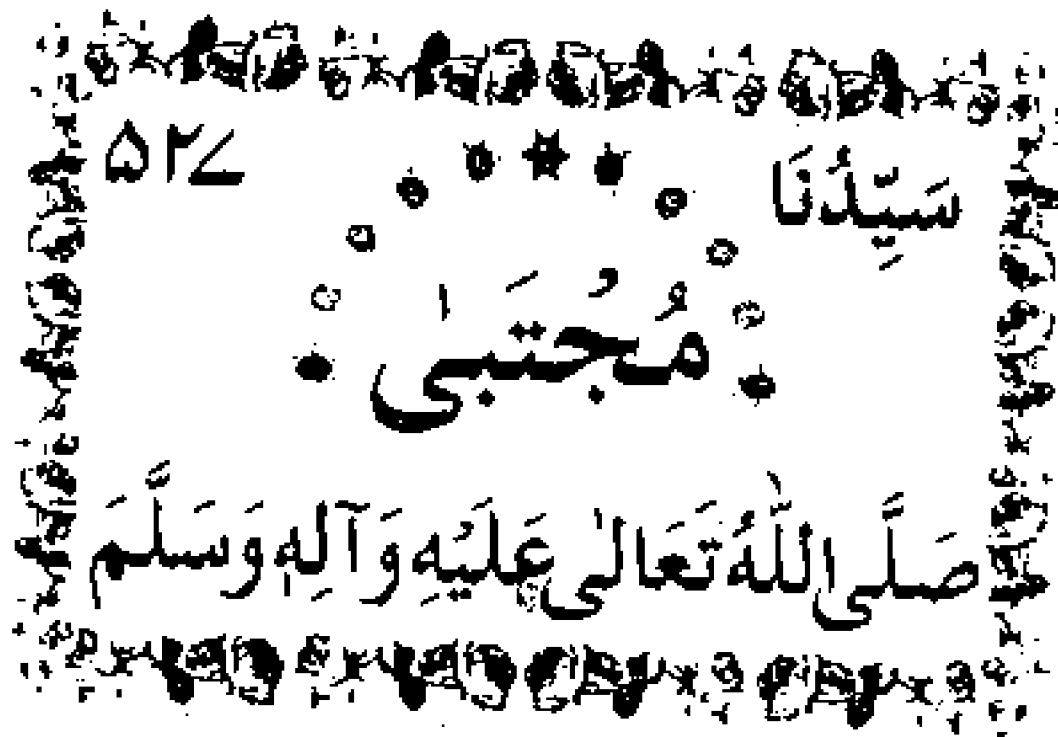 سَيِّدُنَا ۵۲۷
مُجْتَبٰى
صَلَّى اللّٰهُ تَعَالٰى عَلَيْهِ وَآلِهٖ وَسَلَّمَ